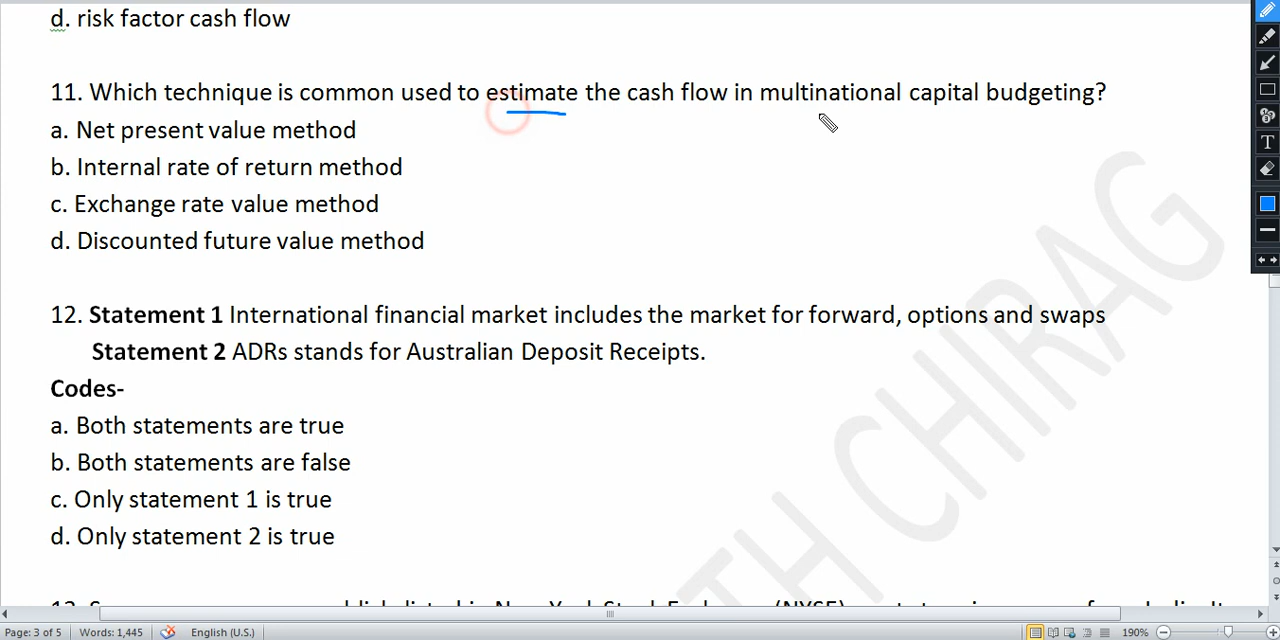 d. risk factor cash flow
11. Which technique is common used to estimate the cash flow in multinational capital budgeting?
a. Net present value method
b. Internal rate of return method
c. Exchange rate value method
d. Discounted future value method
12. Statement 1 International financial market includes the market for forward, options and swaps
Statement 2 ADRs stands for Australian Deposit Receipts.
Codes-
a. Both statements are true
b. Both statements are false
c. Only statement 1 is true
d. Only statement 2 is true
TH CHIRAG
Page: 3 of 5 Words: 1,445 English (U.S.) 190%